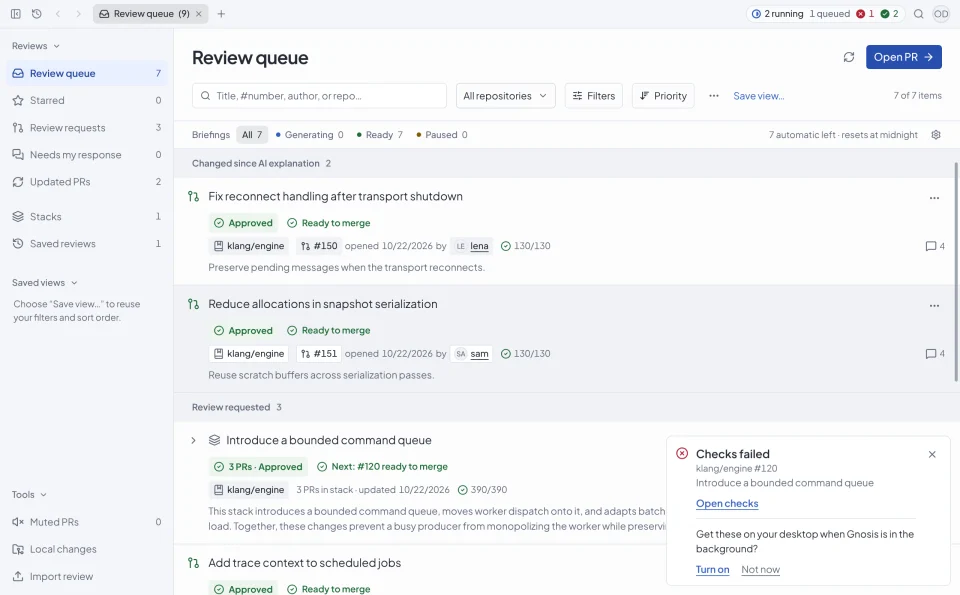 Review queue (9)
2 running 1 queued 1 2
OD
Reviews
Review queue 7
Starred 0
Review requests 3
Needs my response 0
Updated PRs 2
Stacks 1
Saved reviews 1
Saved views
Choose "Save view..." to reuse
your filters and sort order.
Tools
Muted PRs 0
Local changes
Import review
Review queue
Open PR
Title, #number, author, or repo...
All repositories
Filters
Priority
Save view...
7 of 7 items
Briefings All 7 Generating 0 Ready 7 Paused 0
7 automatic left · resets at midnight
Changed since AI explanation 2
Fix reconnect handling after transport shutdown
Approved Ready to merge
klang/engine #150 opened 10/22/2026 by LE lena 130/130
4
Preserve pending messages when the transport reconnects.
Reduce allocations in snapshot serialization
Approved Ready to merge
klang/engine #151 opened 10/22/2026 by SA sam 130/130
4
Reuse scratch buffers across serialization passes.
Review requested 3
Introduce a bounded command queue
3 PRs · Approved Next: #120 ready to merge
klang/engine 3 PRs in stack · updated 10/22/2026 390/390
This stack introduces a bounded command queue, moves worker dispatch onto it, and adapts batch
load. Together, these changes prevent a busy producer from monopolizing the worker while preservi
Add trace context to scheduled jobs
Approved Ready to merge
Checks failed
klang/engine #120
Introduce a bounded command queue
Open checks
Get these on your desktop when Gnosis is in the
background?
Turn on Not now